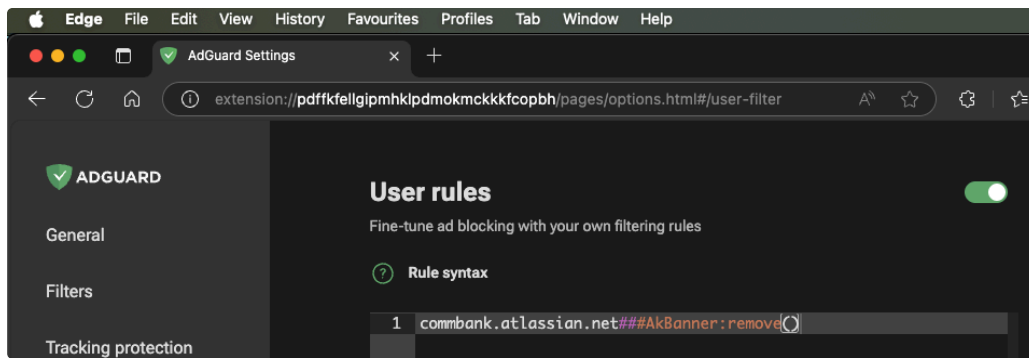 Edge File Edit View History Favourites Profiles Tab Window Help
AdGuard Settings
extension://pdffkfellgipmhklpdmokmckkkfcopbh/pages/options.html#/user-filter
ADGUARD
General
Filters
Tracking protection
User rules
Fine-tune ad blocking with your own filtering rules
? Rule syntax
1 commbank.atlassian.net###AkBanner:remove()